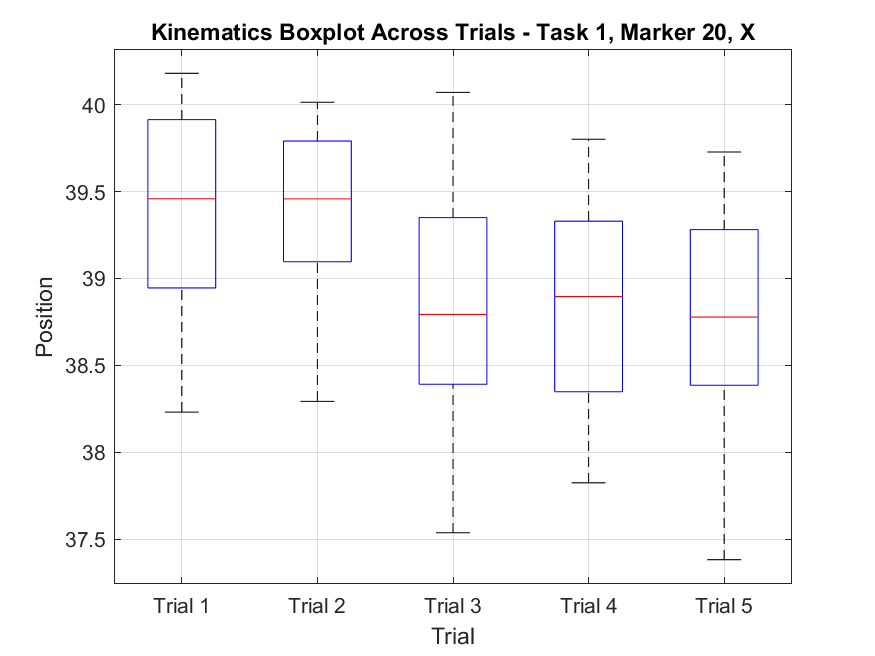 Kinematics Boxplot Across Trials - Task 1, Marker 20, X
40
39.5
39
38.5
38
37.5
Position
Trial 1 Trial 2 Trial 3 Trial 4 Trial 5
Trial